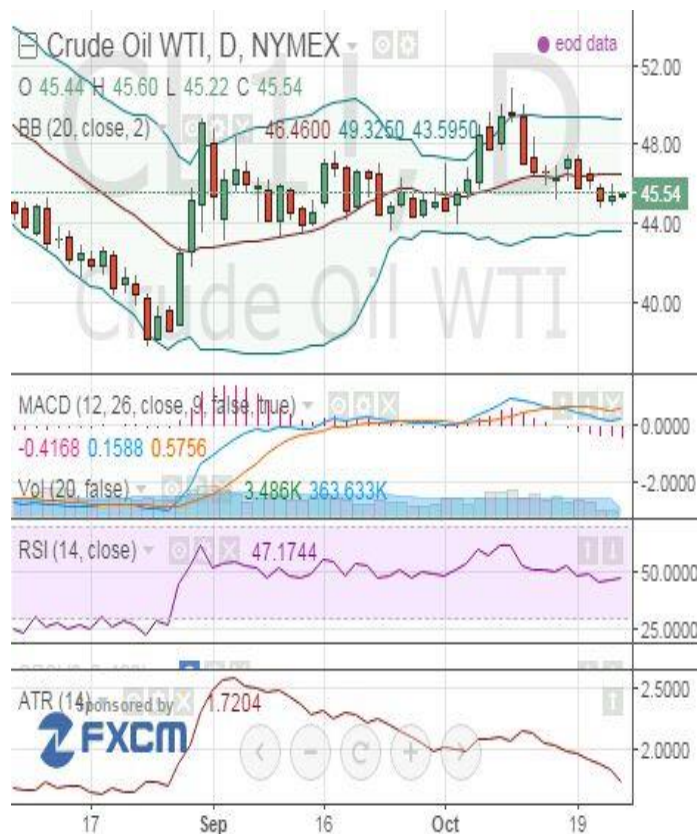 Crude Oil WTI, D, NYMEX
eod data
O 45.44 H 45.60 L 45.22 C 45.54
BB (20, close, 2) 46.4600 49.3250 43.5950
CL1!, D
Crude Oil WTI
52.00
48.00
45.54
44.00
40.00
MACD (12, 26, close, 9, false, true)
-0.4168 0.1588 0.5756
0.0000
Vol (20, false) 3.486K 363.633K
-2.0000
RSI (14, close) 47.1744
50.0000
25.0000
ATR (14) 1.7204
Sponsored by
FXCM
2.5000
2.0000
17 Sep 16 Oct 19